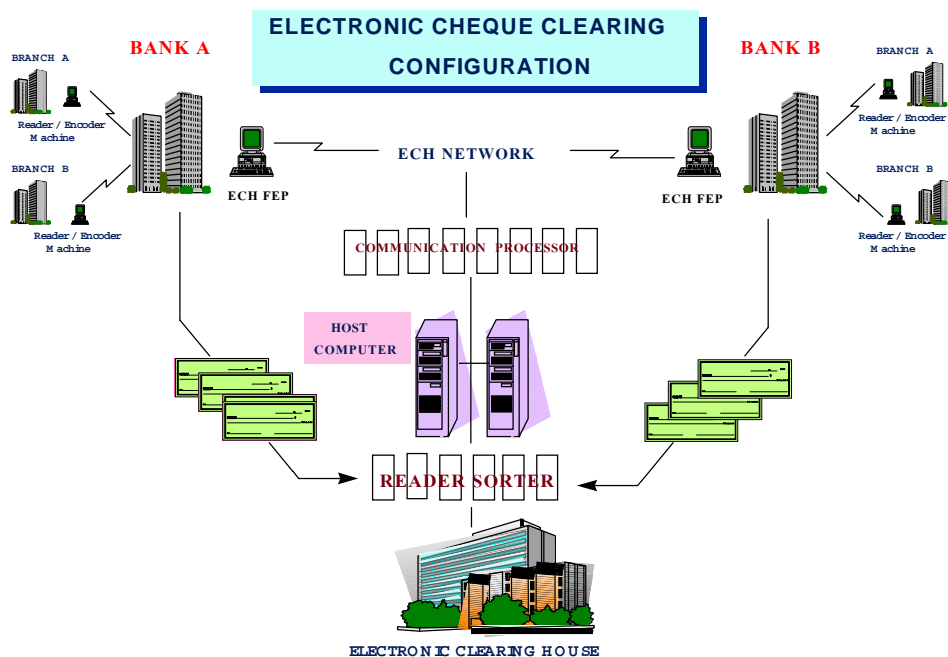 ELECTRONIC CHEQUE CLEARING
CONFIGURATION
BANK A
BANK B
BRANCH A
Reader / Encoder
Machine
BRANCH B
Reader / Encoder
Machine
ECH FEP
ECH NETWORK
ECH FEP
BRANCH A
Reader / Encoder
Machine
BRANCH B
Reader / Encoder
Machine
COMMUNICATION PROCESSOR
HOST
COMPUTER
READER SORTER
ELECTRONIC CLEARING HOUSE